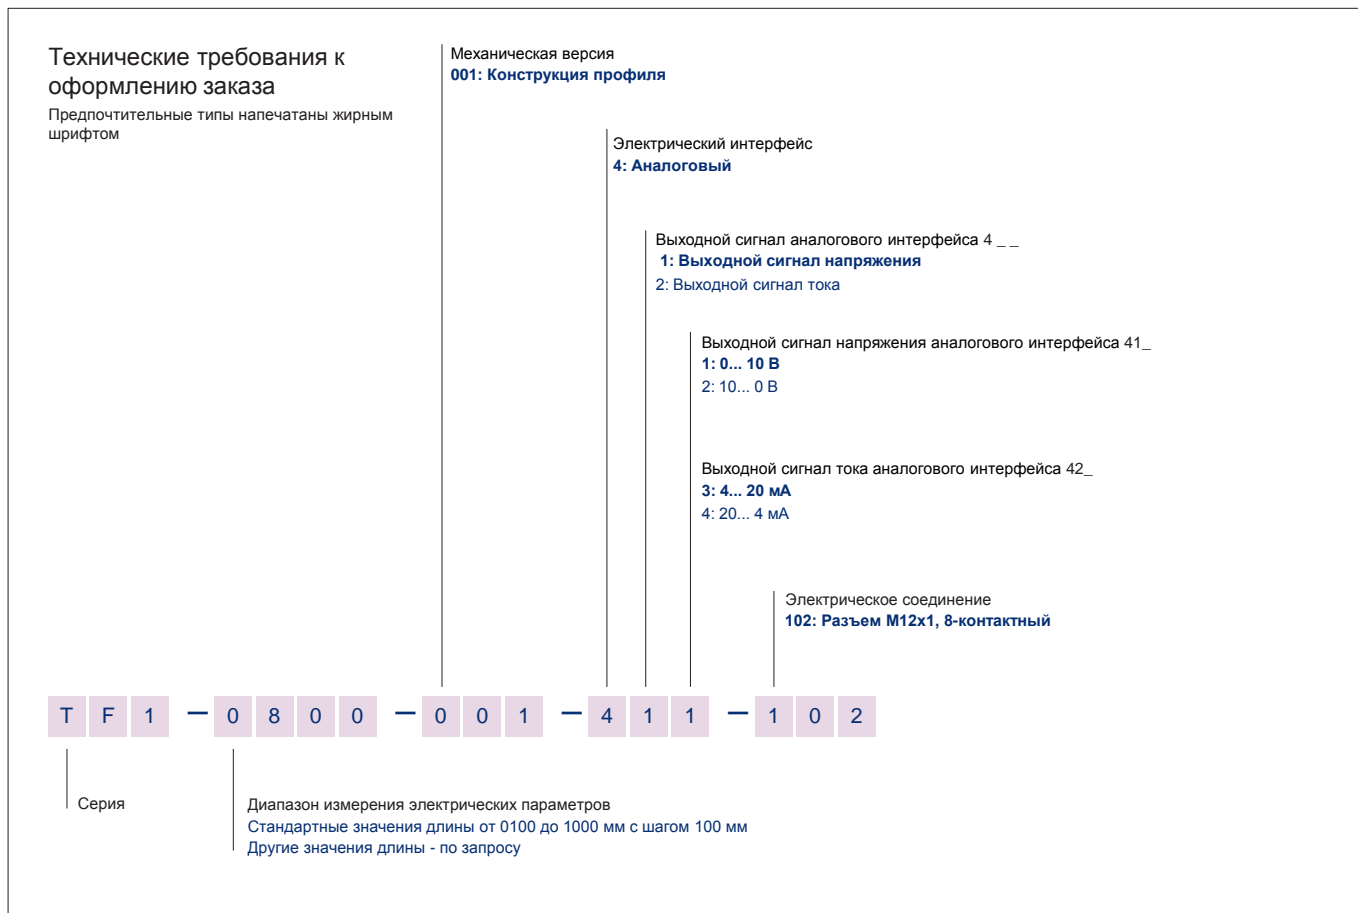 Технические требования к
оформлению заказа
Предпочтительные типы напечатаны жирным
шрифтом
Механическая версия
001: Конструкция профиля
Электрический интерфейс
4: Аналоговый
Выходной сигнал аналогового интерфейса 4 _ _
1: Выходной сигнал напряжения
2: Выходной сигнал тока
Выходной сигнал напряжения аналогового интерфейса 41_
1: 0... 10 В
2: 10... 0 В
Выходной сигнал тока аналогового интерфейса 42_
3: 4... 20 мА
4: 20... 4 мА
Электрическое соединение
102: Разъем M12x1, 8-контактный
T F 1 — 0 8 0 0 — 0 0 1 — 4 1 1 — 1 0 2
Серия
Диапазон измерения электрических параметров
Стандартные значения длины от 0100 до 1000 мм с шагом 100 мм
Другие значения длины - по запросу